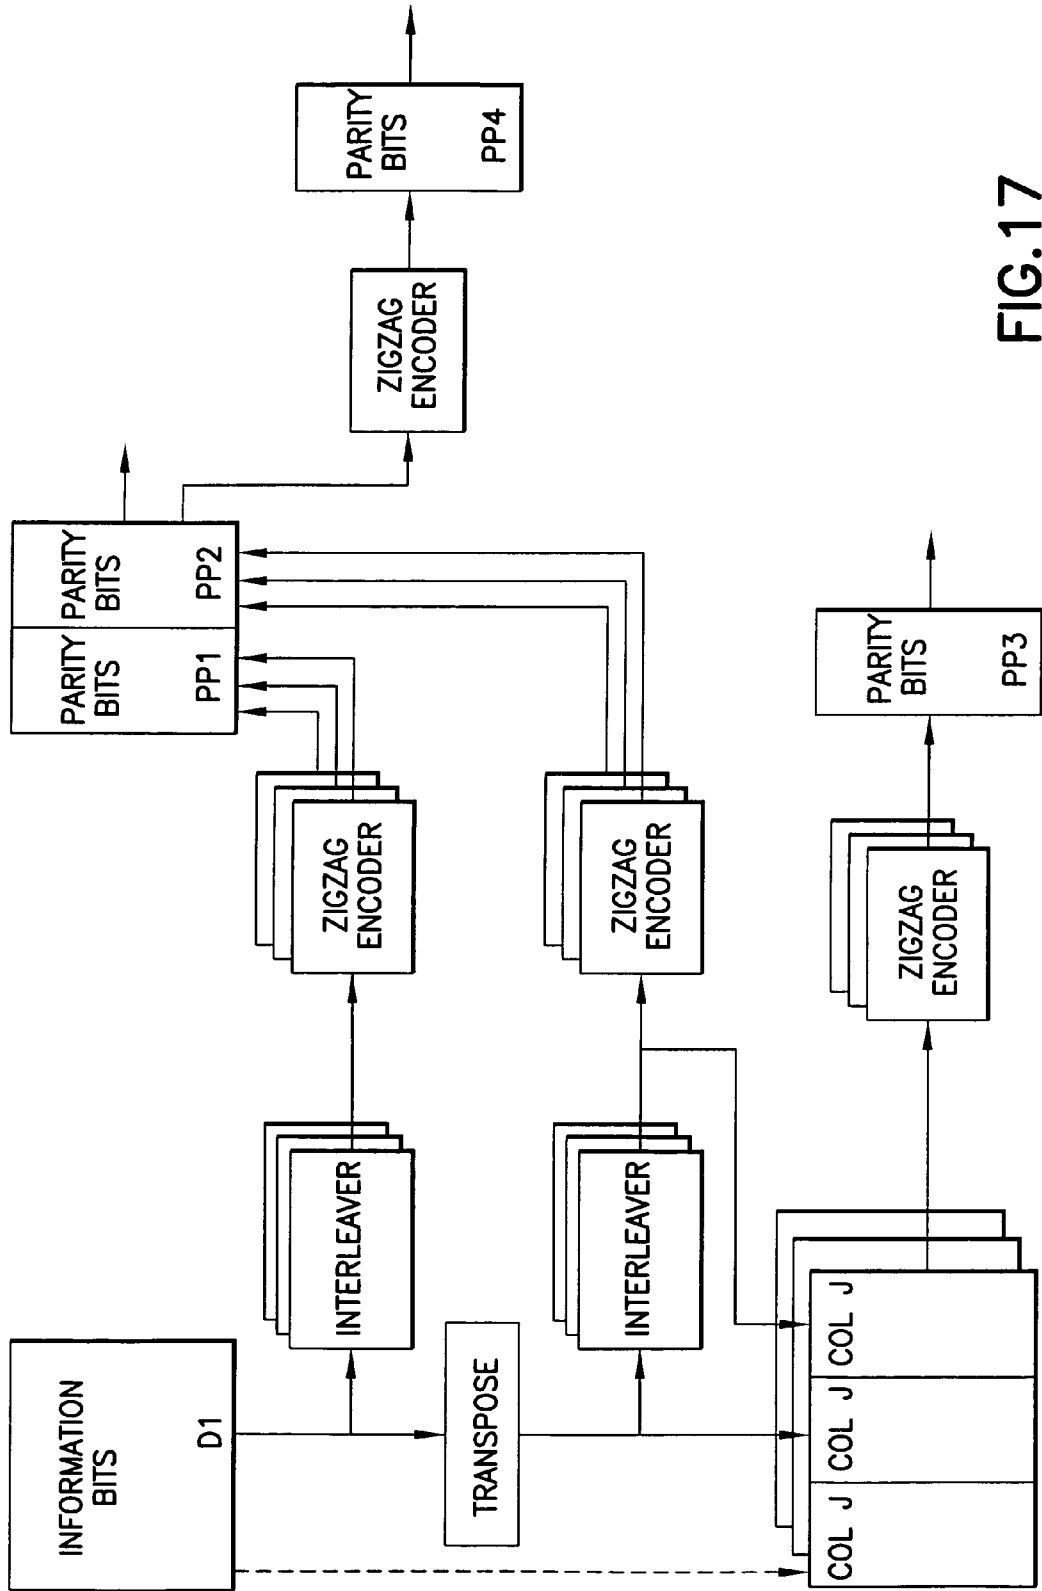 INFORMATION
BITS
D1
TRANSPOSE
INTERLEAVER
INTERLEAVER
COL J
COL J
COL J
ZIGZAG
ENCODER
ZIGZAG
ENCODER
ZIGZAG
ENCODER
PARITY
BITS
PP1
PARITY
BITS
PP2
PARITY
BITS
PP3
ZIGZAG
ENCODER
PARITY
BITS
PP4
FIG.17